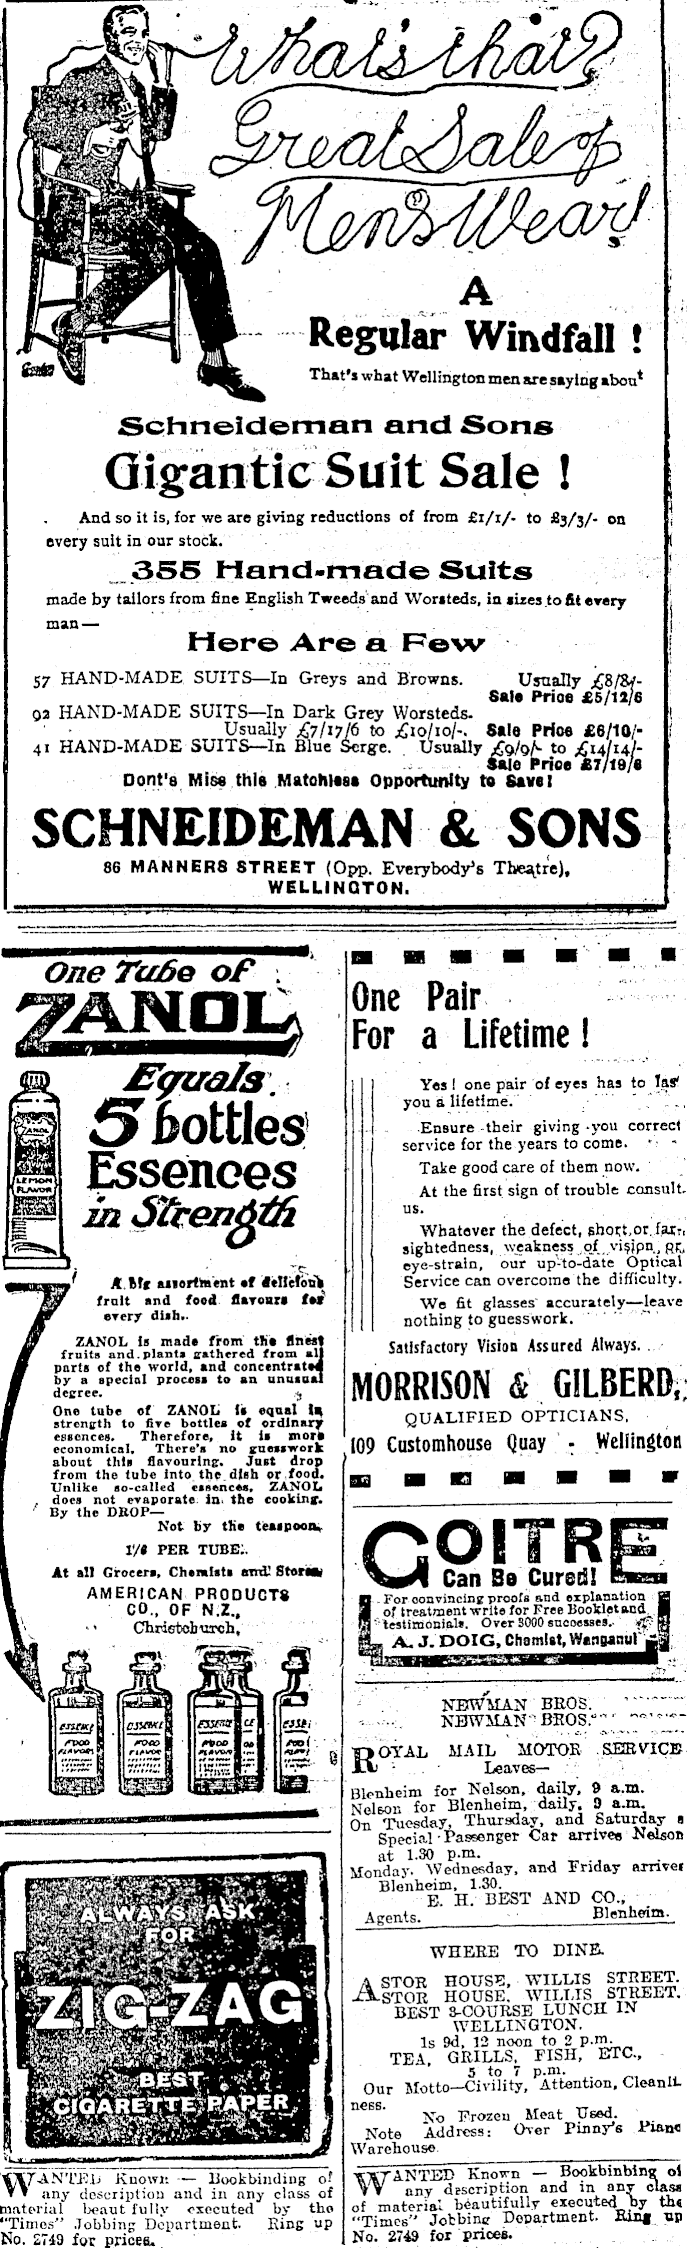 What's that?
Great Sale of
Men's Wear!
A
Regular Windfall !
That's what Wellington men are saying about
Schneideman and Sons
Gigantic Suit Sale !
And so it is, for we are giving reductions of from £1/1/- to £3/3/- on
every suit in our stock.
355 Hand-made Suits
made by tailors from fine English Tweeds and Worsteds, in sizes to fit every
man—
Here Are a Few
57 HAND-MADE SUITS—In Greys and Browns. Usually £8/8/-
Sale Price £5/12/6
92 HAND-MADE SUITS—In Dark Grey Worsteds.
Usually £7/17/6 to £10/10/-. Sale Price £6/10/-
41 HAND-MADE SUITS—In Blue Serge. Usually £9/9/- to £14/14/-
Sale Price £7/19/6
Dont's Miss this Matchless Opportunity to Save!
SCHNEIDEMAN & SONS
86 MANNERS STREET (Opp. Everybody's Theatre),
WELLINGTON.
One Tube of
ZANOL
Equals
5 bottles
Essences
in Strength
ZANOL
LEMON
FLAVOR
A big assortment of delicious
fruit and food flavours for
every dish.
ZANOL is made from the finest
fruits and plants gathered from all
parts of the world, and concentrated
by a special process to an unusual
degree.
One tube of ZANOL is equal in
strength to five bottles of ordinary
essences. Therefore, it is more
economical. There's no guesswork
about this flavouring. Just drop
from the tube into the dish or food.
Unlike so-called essences, ZANOL
does not evaporate in the cooking.
By the DROP—
Not by the teaspoon.
1/6 PER TUBE.
At all Grocers, Chemists and Stores
AMERICAN PRODUCTS
CO., OF N.Z.,
Christchurch,
ESSENCE
FOOD
FLAVOR
ESSENCE
FOOD
FLAVOR
ESSENCE
FOOD
FLAVOR
ALWAYS ASK
FOR
ZIG-ZAG
BEST
CIGARETTE PAPER
WANTED Known — Bookbinding of
any description and in any class of
material beautifully executed by the
"Times" Jobbing Department. Ring up
No. 2749 for prices.
One Pair
For a Lifetime !
Yes! one pair of eyes has to las
you a lifetime.
Ensure their giving you correct
service for the years to come.
Take good care of them now.
At the first sign of trouble consult
us.
Whatever the defect, short or far-
sightedness, weakness of vision, or
eye-strain, our up-to-date Optical
Service can overcome the difficulty.
We fit glasses accurately—leave
nothing to guesswork.
Satisfactory Vision Assured Always.
MORRISON & GILBERD,
QUALIFIED OPTICIANS,
109 Customhouse Quay - Wellington
GOITRE
Can Be Cured!
For convincing proofs and explanation
of treatment write for Free Booklet and
testimonials. Over 3000 successes.
A. J. DOIG, Chemist, Wanganui
NEWMAN BROS.
NEWMAN BROS.
ROYAL MAIL MOTOR SERVICE
Leaves—
Blenheim for Nelson, daily, 9 a.m.
Nelson for Blenheim, daily, 9 a.m.
On Tuesday, Thursday, and Saturday a
Special Passenger Car arrives Nelson
at 1.30 p.m.
Monday, Wednesday, and Friday arrives
Blenheim, 1.30.
E. H. BEST AND CO.,
Agents. Blenheim.
WHERE TO DINE.
ASTOR HOUSE, WILLIS STREET.
STOR HOUSE, WILLIS STREET.
BEST 3-COURSE LUNCH IN
WELLINGTON.
1s 9d, 12 noon to 2 p.m.
TEA, GRILLS, FISH, ETC.,
5 to 7 p.m.
Our Motto—Civility, Attention, Cleanli
ness.
No Frozen Meat Used.
Note Address: Over Pinny's Piano
Warehouse
WANTED Known — Bookbinbing of
any description and in any class
of material beautifully executed by the
"Times" Jobbing Department. Ring up
No. 2749 for prices.